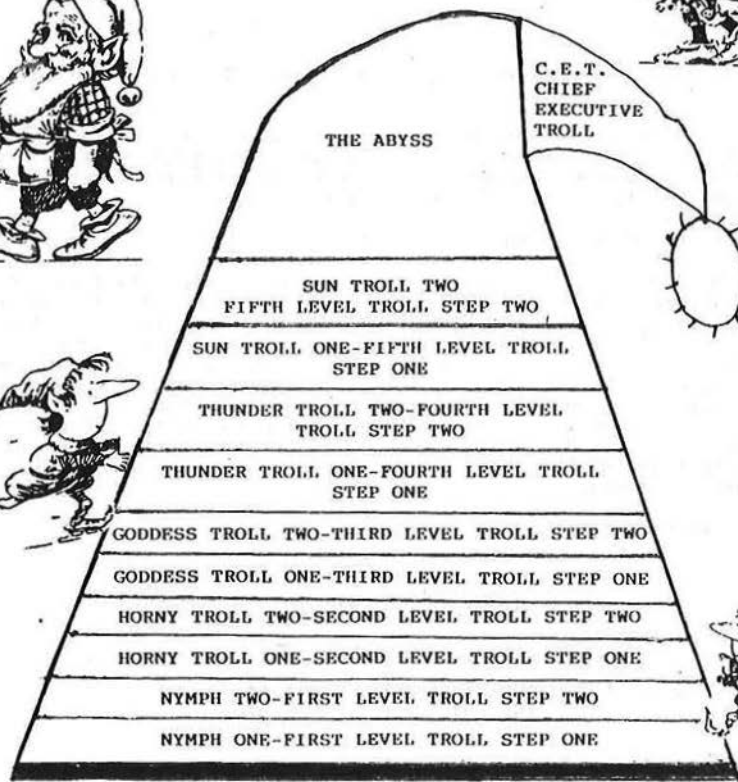 C.E.T.
CHIEF
EXECUTIVE
TROLL
THE ABYSS
SUN TROLL TWO
FIFTH LEVEL TROLL STEP TWO
SUN TROLL ONE-FIFTH LEVEL TROLL
STEP ONE
THUNDER TROLL TWO-FOURTH LEVEL
TROLL STEP TWO
THUNDER TROLL ONE-FOURTH LEVEL TROLL
STEP ONE
GODDESS TROLL TWO-THIRD LEVEL TROLL STEP TWO
GODDESS TROLL ONE-THIRD LEVEL TROLL STEP ONE
HORNY TROLL TWO-SECOND LEVEL TROLL STEP TWO
HORNY TROLL ONE-SECOND LEVEL TROLL STEP ONE
NYMPH TWO-FIRST LEVEL TROLL STEP TWO
NYMPH ONE-FIRST LEVEL TROLL STEP ONE